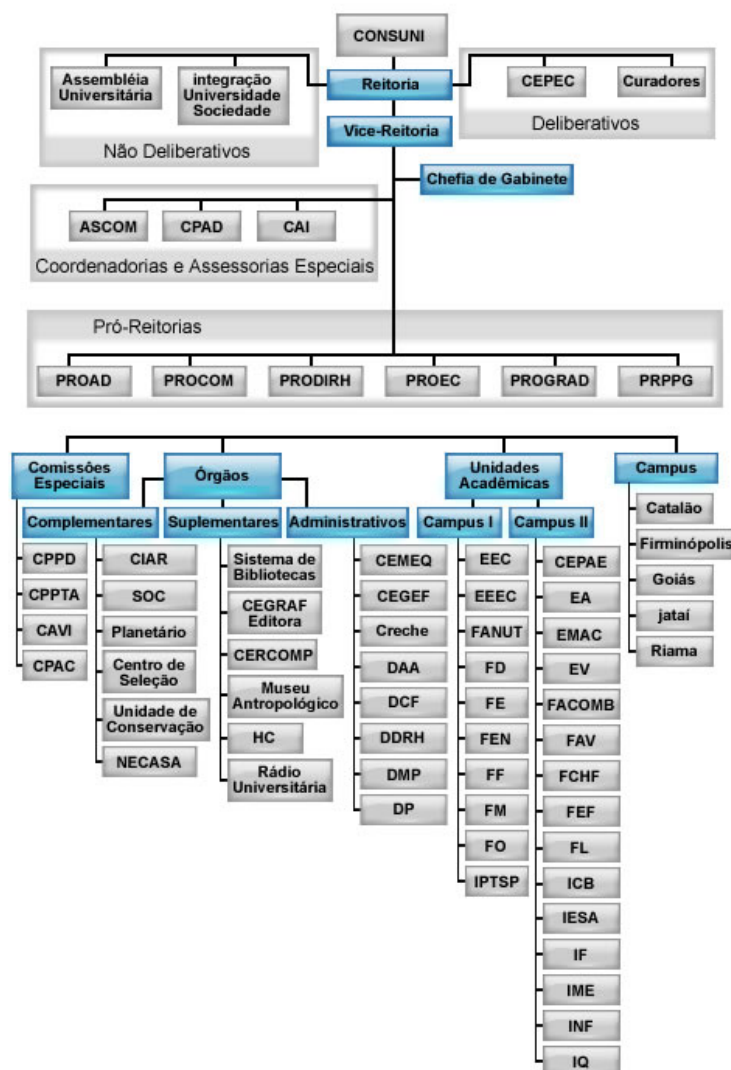 CONSUNI
Assembléia
Universitária
integração
Universidade
Sociedade
Não Deliberativos
Reitoria
CEPEC
Curadores
Deliberativos
Vice-Reitoria
Chefia de Gabinete
ASCOM
CPAD
CAI
Coordenadorias e Assessorias Especiais
Pró-Reitorias
PROAD
PROCOM
PRODIRH
PROEC
PROGRAD
PRPPG
Comissões
Especiais
CPPD
CPPTA
CAVI
CPAC
Órgãos
Complementares
CIAR
SOC
Planetário
Centro de
Seleção
Unidade de
Conservação
NECASA
Suplementares
Sistema de
Bibliotecas
CEGRAF
Editora
CERCOMP
Museu
Antropológico
HC
Rádio
Universitária
Administrativos
CEMEQ
CEGEF
Creche
DAA
DCF
DDRH
DMP
DP
Unidades
Acadêmicas
Campus I
EEC
EEEC
FANUT
FD
FE
FEN
FF
FM
FO
IPTSP
Campus II
CEPAE
EA
EMAC
EV
FACOMB
FAV
FCHF
FEF
FL
ICB
IESA
IF
IME
INF
IQ
Campus
Catalão
Firminópolis
Goiás
jataí
Riama